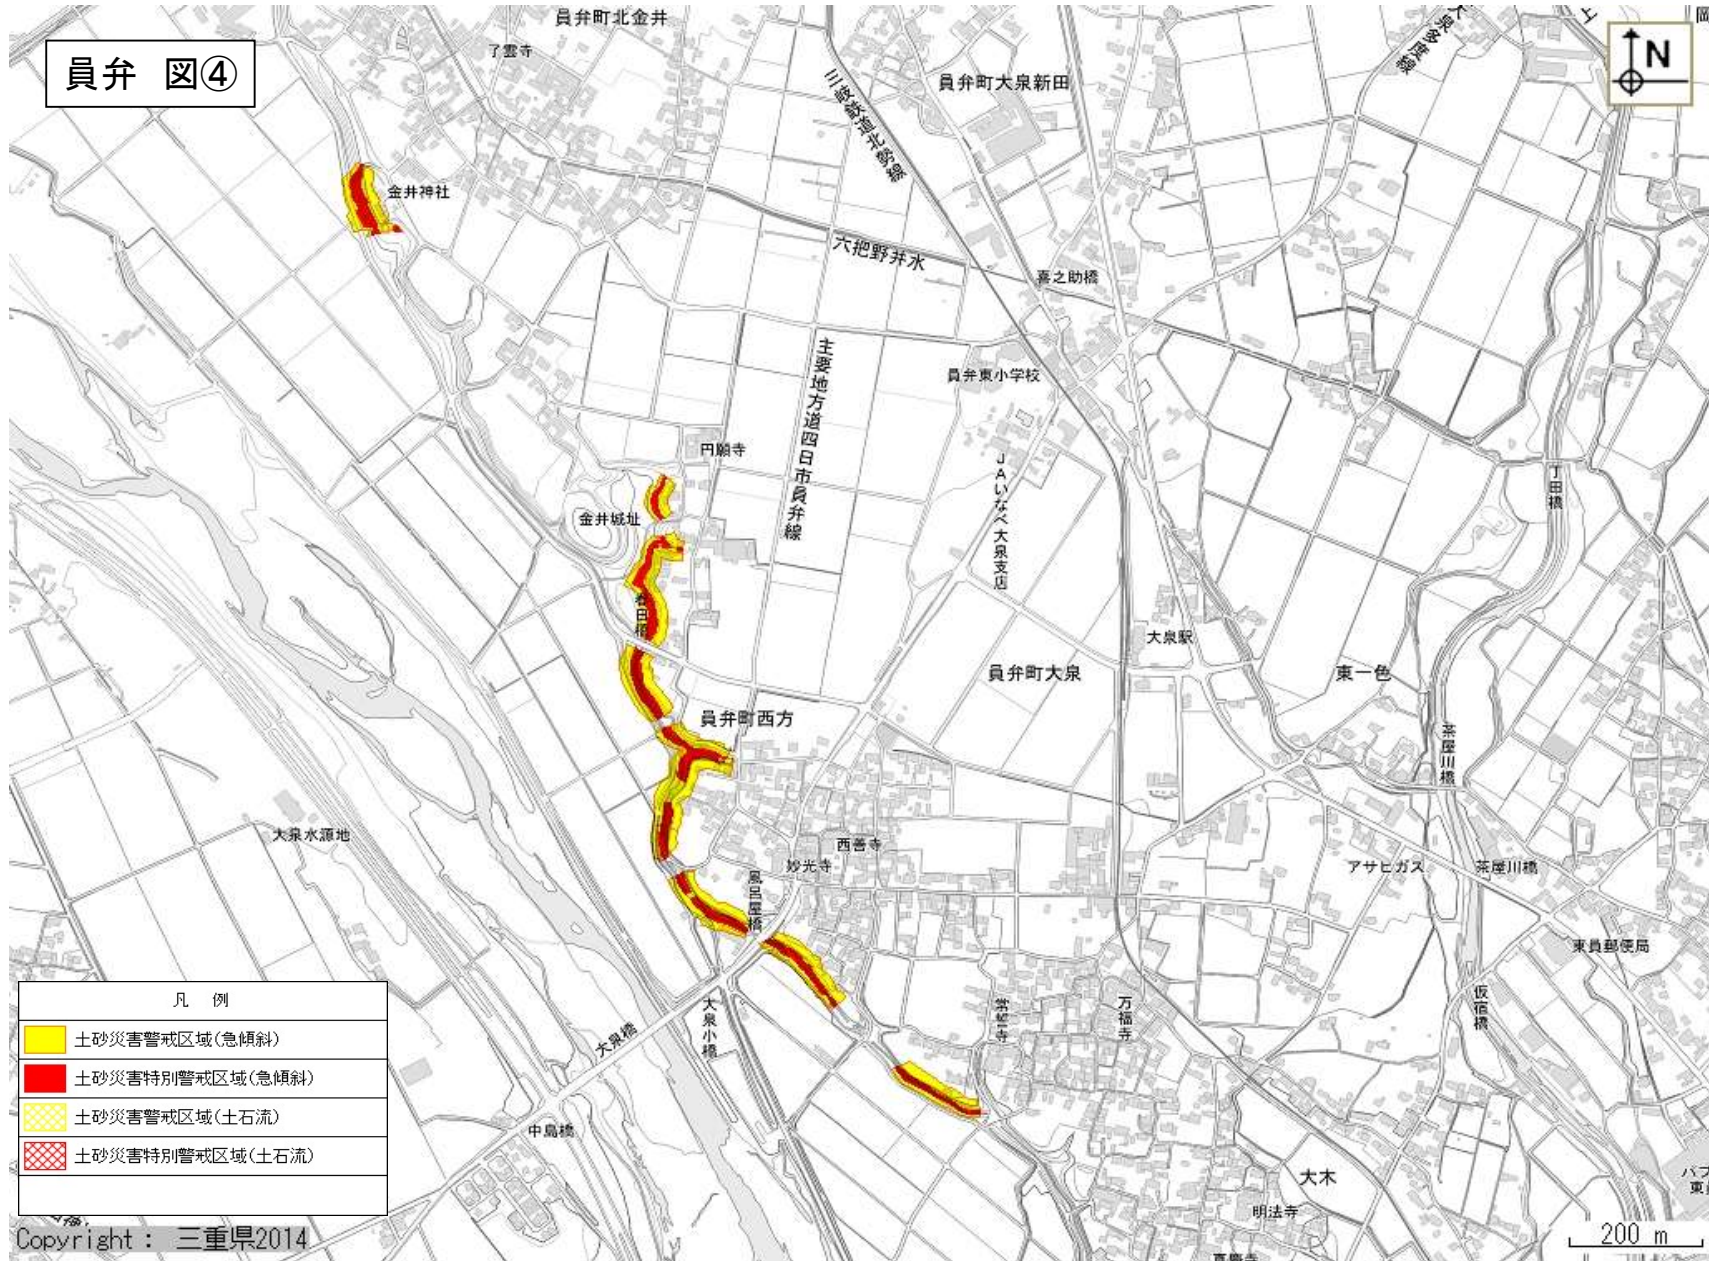 員弁 図④
員弁町北金井
了雲寺
員弁町大泉新田
大泉多度線
岡
N
三岐鉄道北勢線
金井神社
六把野井水
喜之助橋
主要地方道四日市員弁線
員弁東小学校
円願寺
JAいなべ大泉支店
丁田橋
金井城址
大泉駅
員弁町大泉
東一色
員弁町西方
茶屋川橋
大泉水源地
西善寺
妙光寺
アサヒガス
茶屋川橋
風呂屋橋
東員郵便局
凡 例
土砂災害警戒区域(急傾斜)
土砂災害特別警戒区域(急傾斜)
土砂災害警戒区域(土石流)
土砂災害特別警戒区域(土石流)
大泉橋
大泉小橋
万福寺
仮宿橋
中島橋
大木
明法寺
200 m
Copyright : 三重県2014